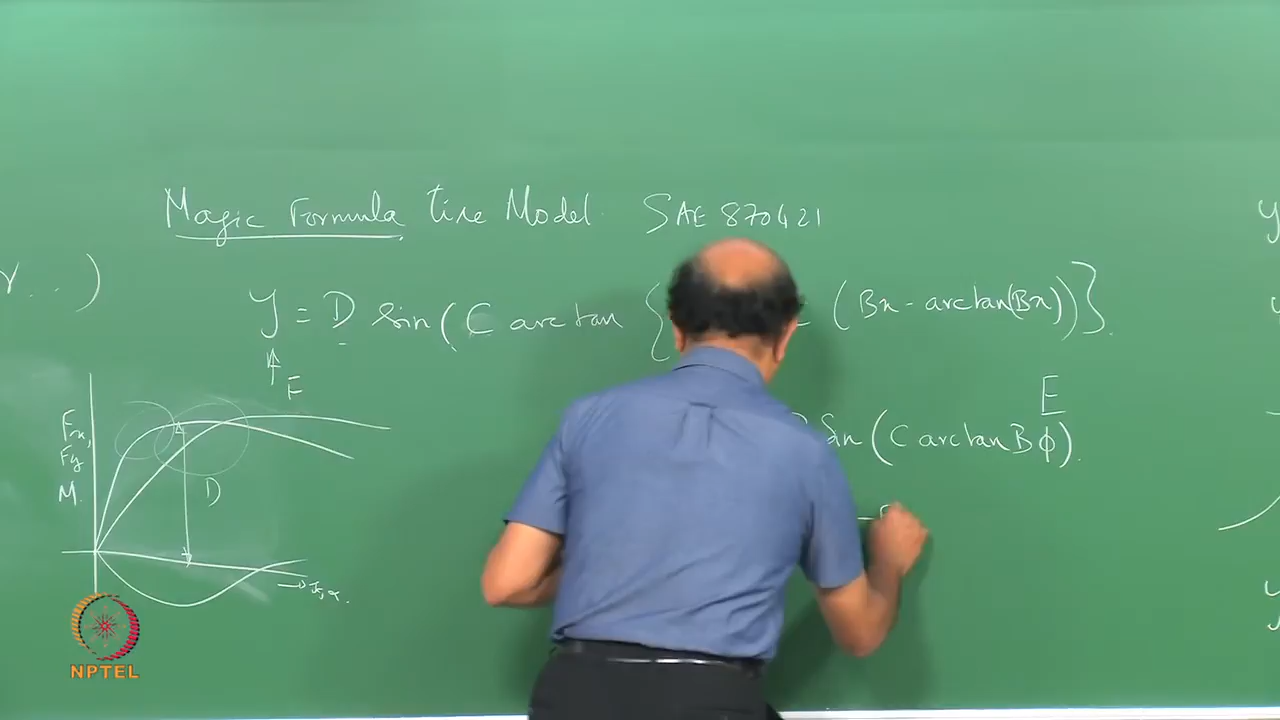 Magic Formula Tire Model. SAE 870421
γ.. )
y = D sin ( C arctan { (Bx - arctan(Bx))}.
F
E
Sin (C arctan B ϕ).
Fx,
Fy
M
D
→ κ, α.
y
y
NPTEL